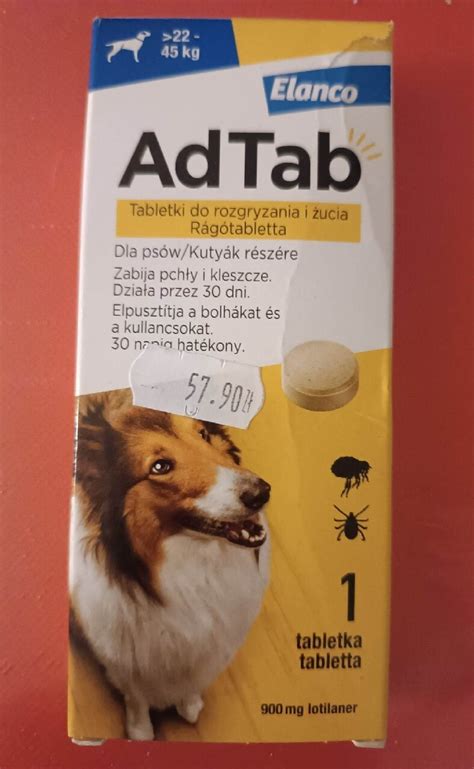 >22 -
45 kg
Elanco
AdTab
Tabletki do rozgryzania i żucia
Rágótabletta
Dla psów/Kutyák részére
Zabija pchły i kleszcze.
Działa przez 30 dni.
Elpusztítja a bolhákat és
a kullancsokat.
30 napig hatékony.
57.90zł
1
tabletka
tabletta
900 mg lotilaner